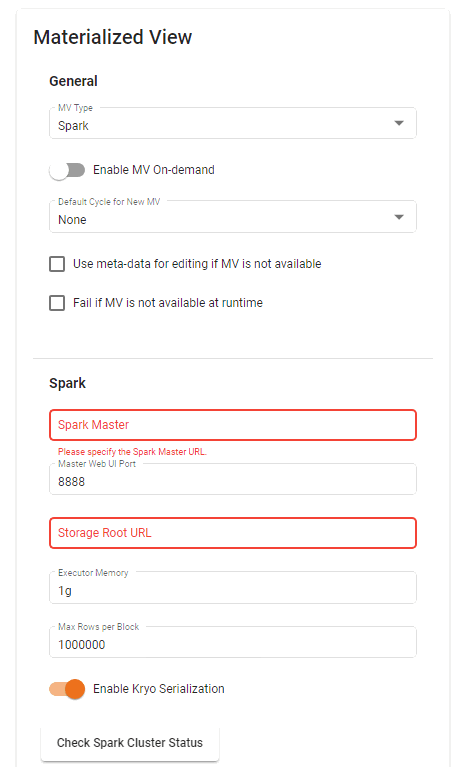 Materialized View
General
MV Type
Spark
Enable MV On-demand
Default Cycle for New MV
None
Use meta-data for editing if MV is not available
Fail if MV is not available at runtime
Spark
Spark Master
Please specify the Spark Master URL.
Master Web UI Port
8888
Storage Root URL
Executor Memory
1g
Max Rows per Block
1000000
Enable Kryo Serialization
Check Spark Cluster Status